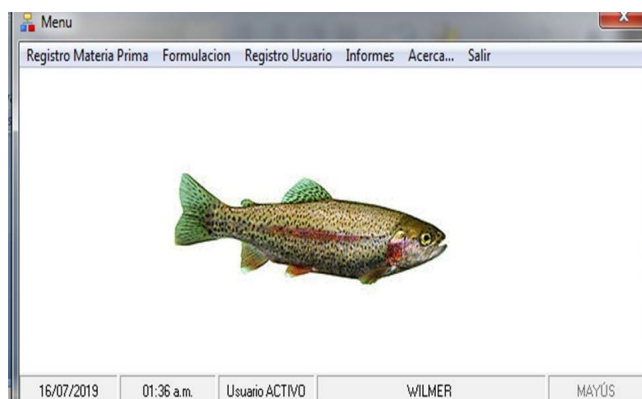 Menu
X
Registro Materia Prima Formulacion Registro Usuario Informes Acerca... Salir
16/07/2019 01:36 a.m. Usuario ACTIVO WILMER MAYÚS